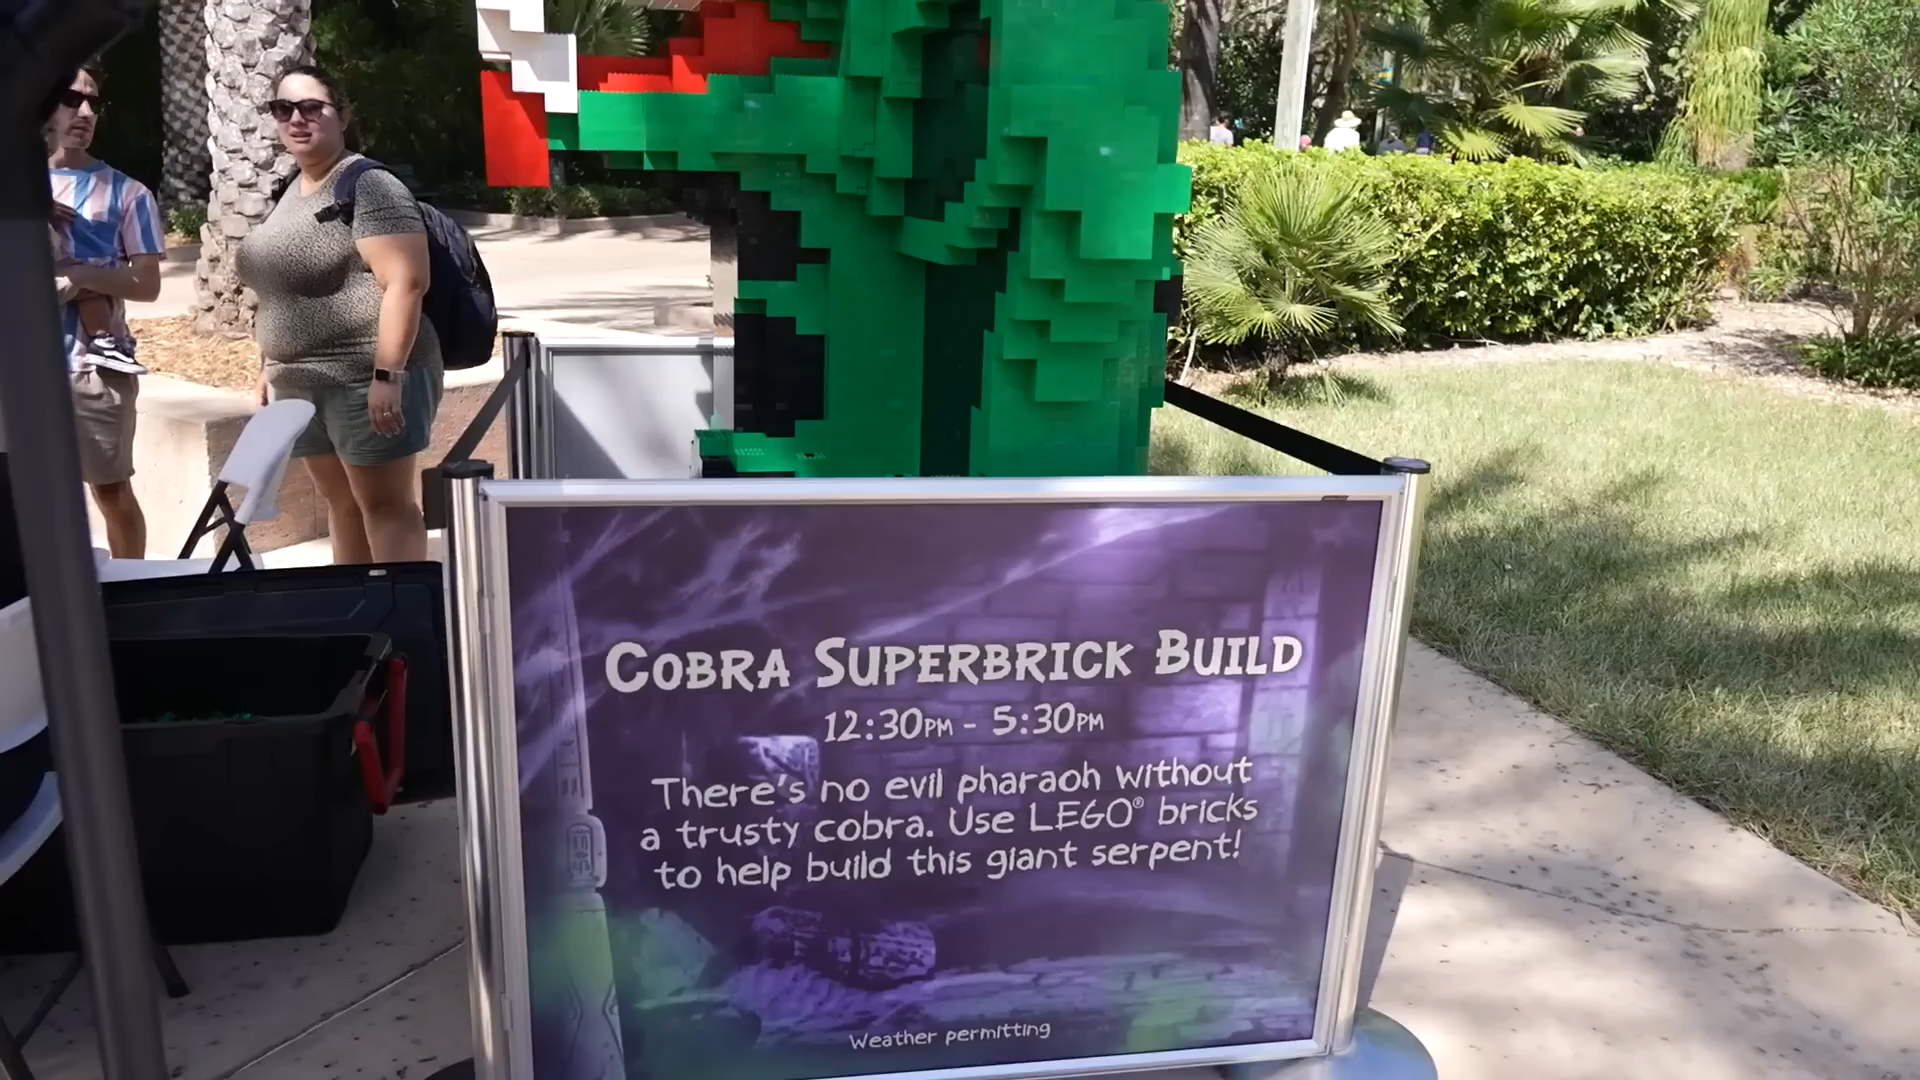 COBRA SUPERBRICK BUILD
12:30PM - 5:30PM
There's no evil pharaoh without
a trusty cobra. Use LEGO® bricks
to help build this giant serpent!
Weather permitting